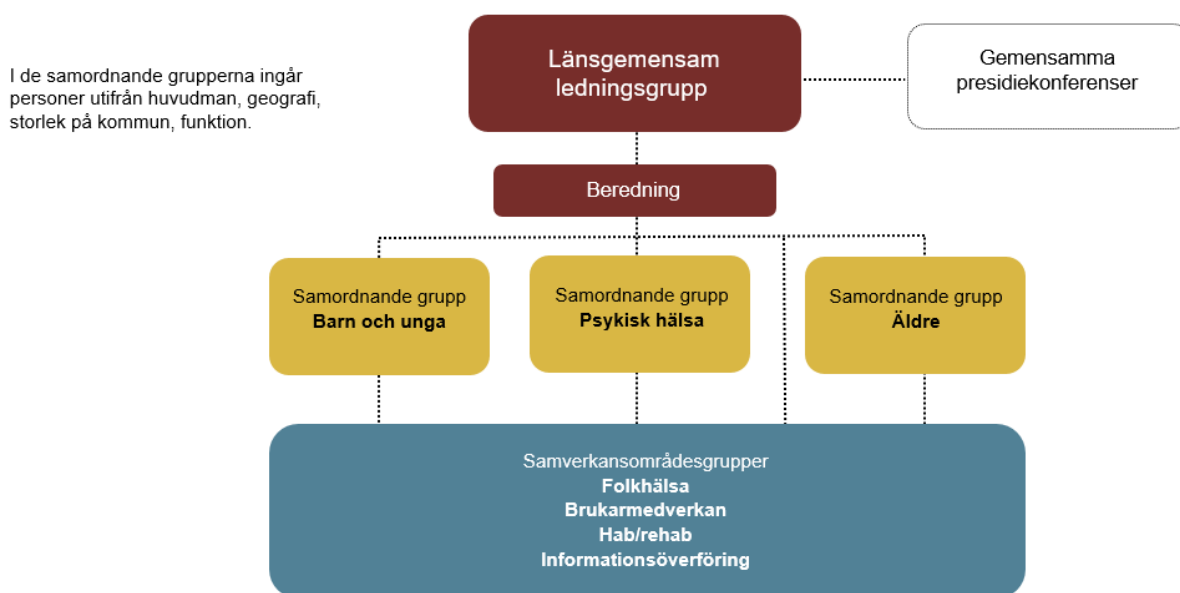 I de samordnande grupperna ingår
personer utifrån huvudman, geografi,
storlek på kommun, funktion.
Länsgemensam
ledningsgrupp
Gemensamma
presidiekonferenser
Beredning
Samordnande grupp
Barn och unga
Samordnande grupp
Psykisk hälsa
Samordnande grupp
Äldre
Samverkansområdesgrupper
Folkhälsa
Brukarmedverkan
Hab/rehab
Informationsöverföring